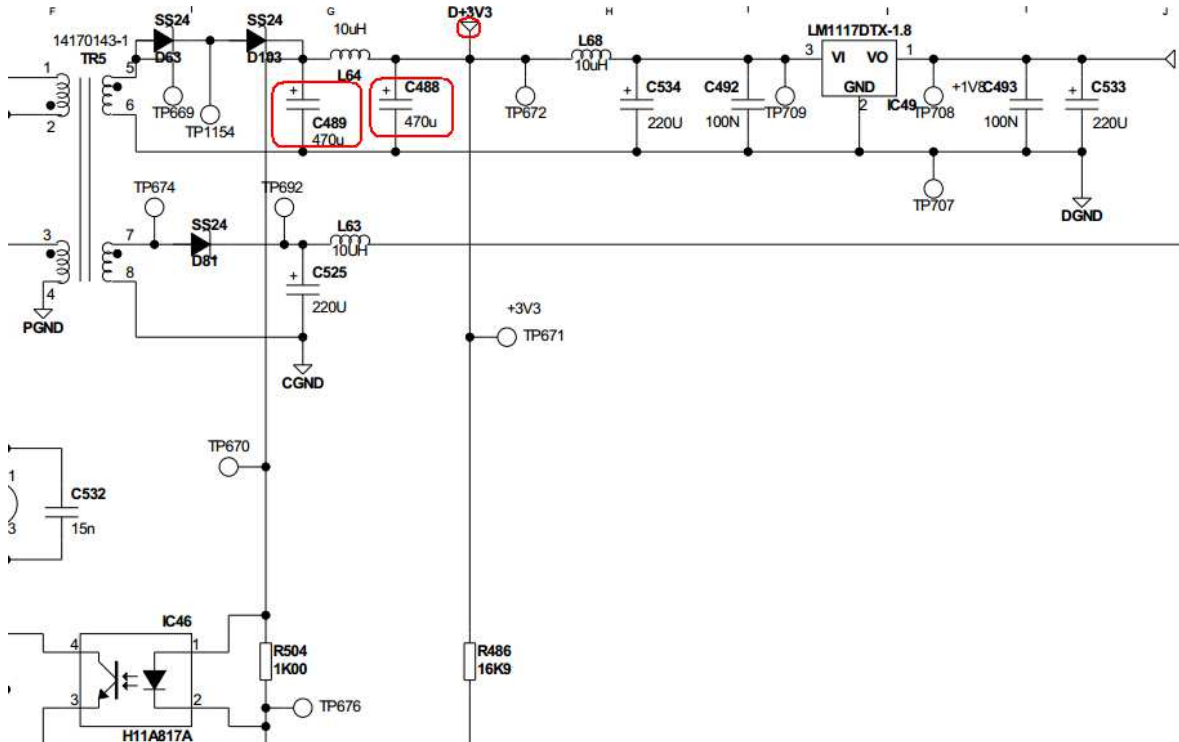 F G H I J
D+3V3
SS24 SS24
10uH
14170143-1
TR5
D63 D103
L64
L68
10uH
LM1117DTX-1.8
VI VO
GND
3 1
2
IC49
1 5
2 6
TP669
TP1154
+
C489
470u
+
C488
470u
TP672
+
C534
220U
C492
100N
TP709
TP708
+1V8
C493
100N
+
C533
220U
TP707
DGND
TP674
TP692
SS24
D81
L63
10UH
3 7
4 8
PGND
+
C525
220U
CGND
+3V3
TP671
TP670
1
3
C532
15n
IC46
4 1
3 2
H11A817A
R504
1K00
TP676
R486
16K9